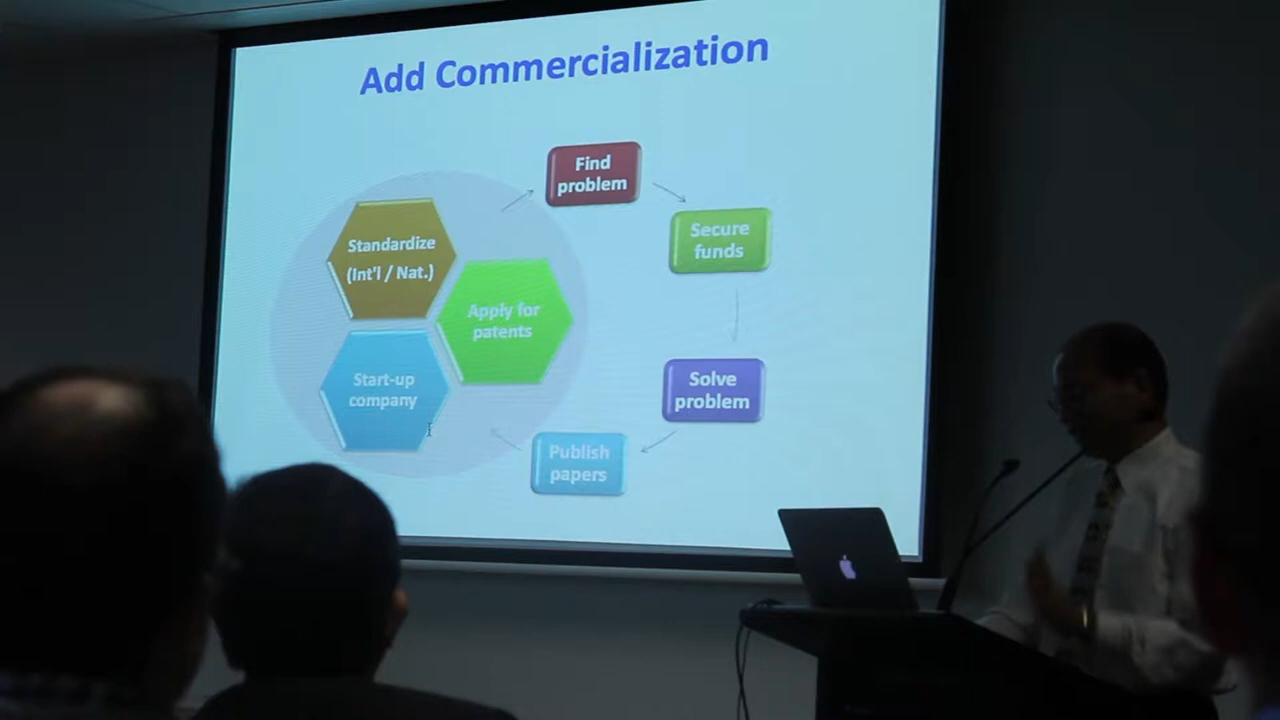 Add Commercialization
Find
problem
Secure
funds
Solve
problem
Publish
papers
Standardize
(Int'l / Nat.)
Apply for
patents
Start-up
company